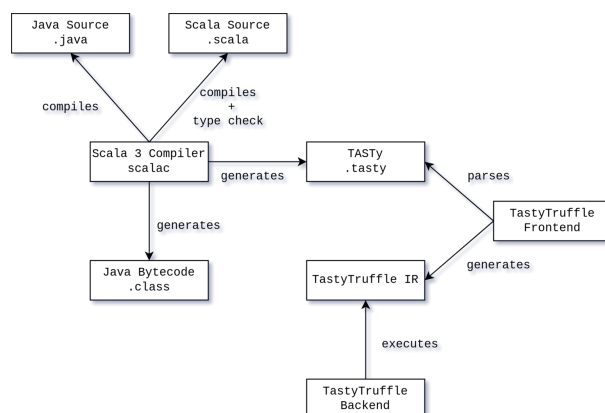 Java Source
.java
Scala Source
.scala
compiles
compiles
+
type check
Scala 3 Compiler
scalac
generates
TASTy
.tasty
parses
generates
TastyTruffle
Frontend
Java Bytecode
.class
TastyTruffle IR
generates
executes
TastyTruffle
Backend